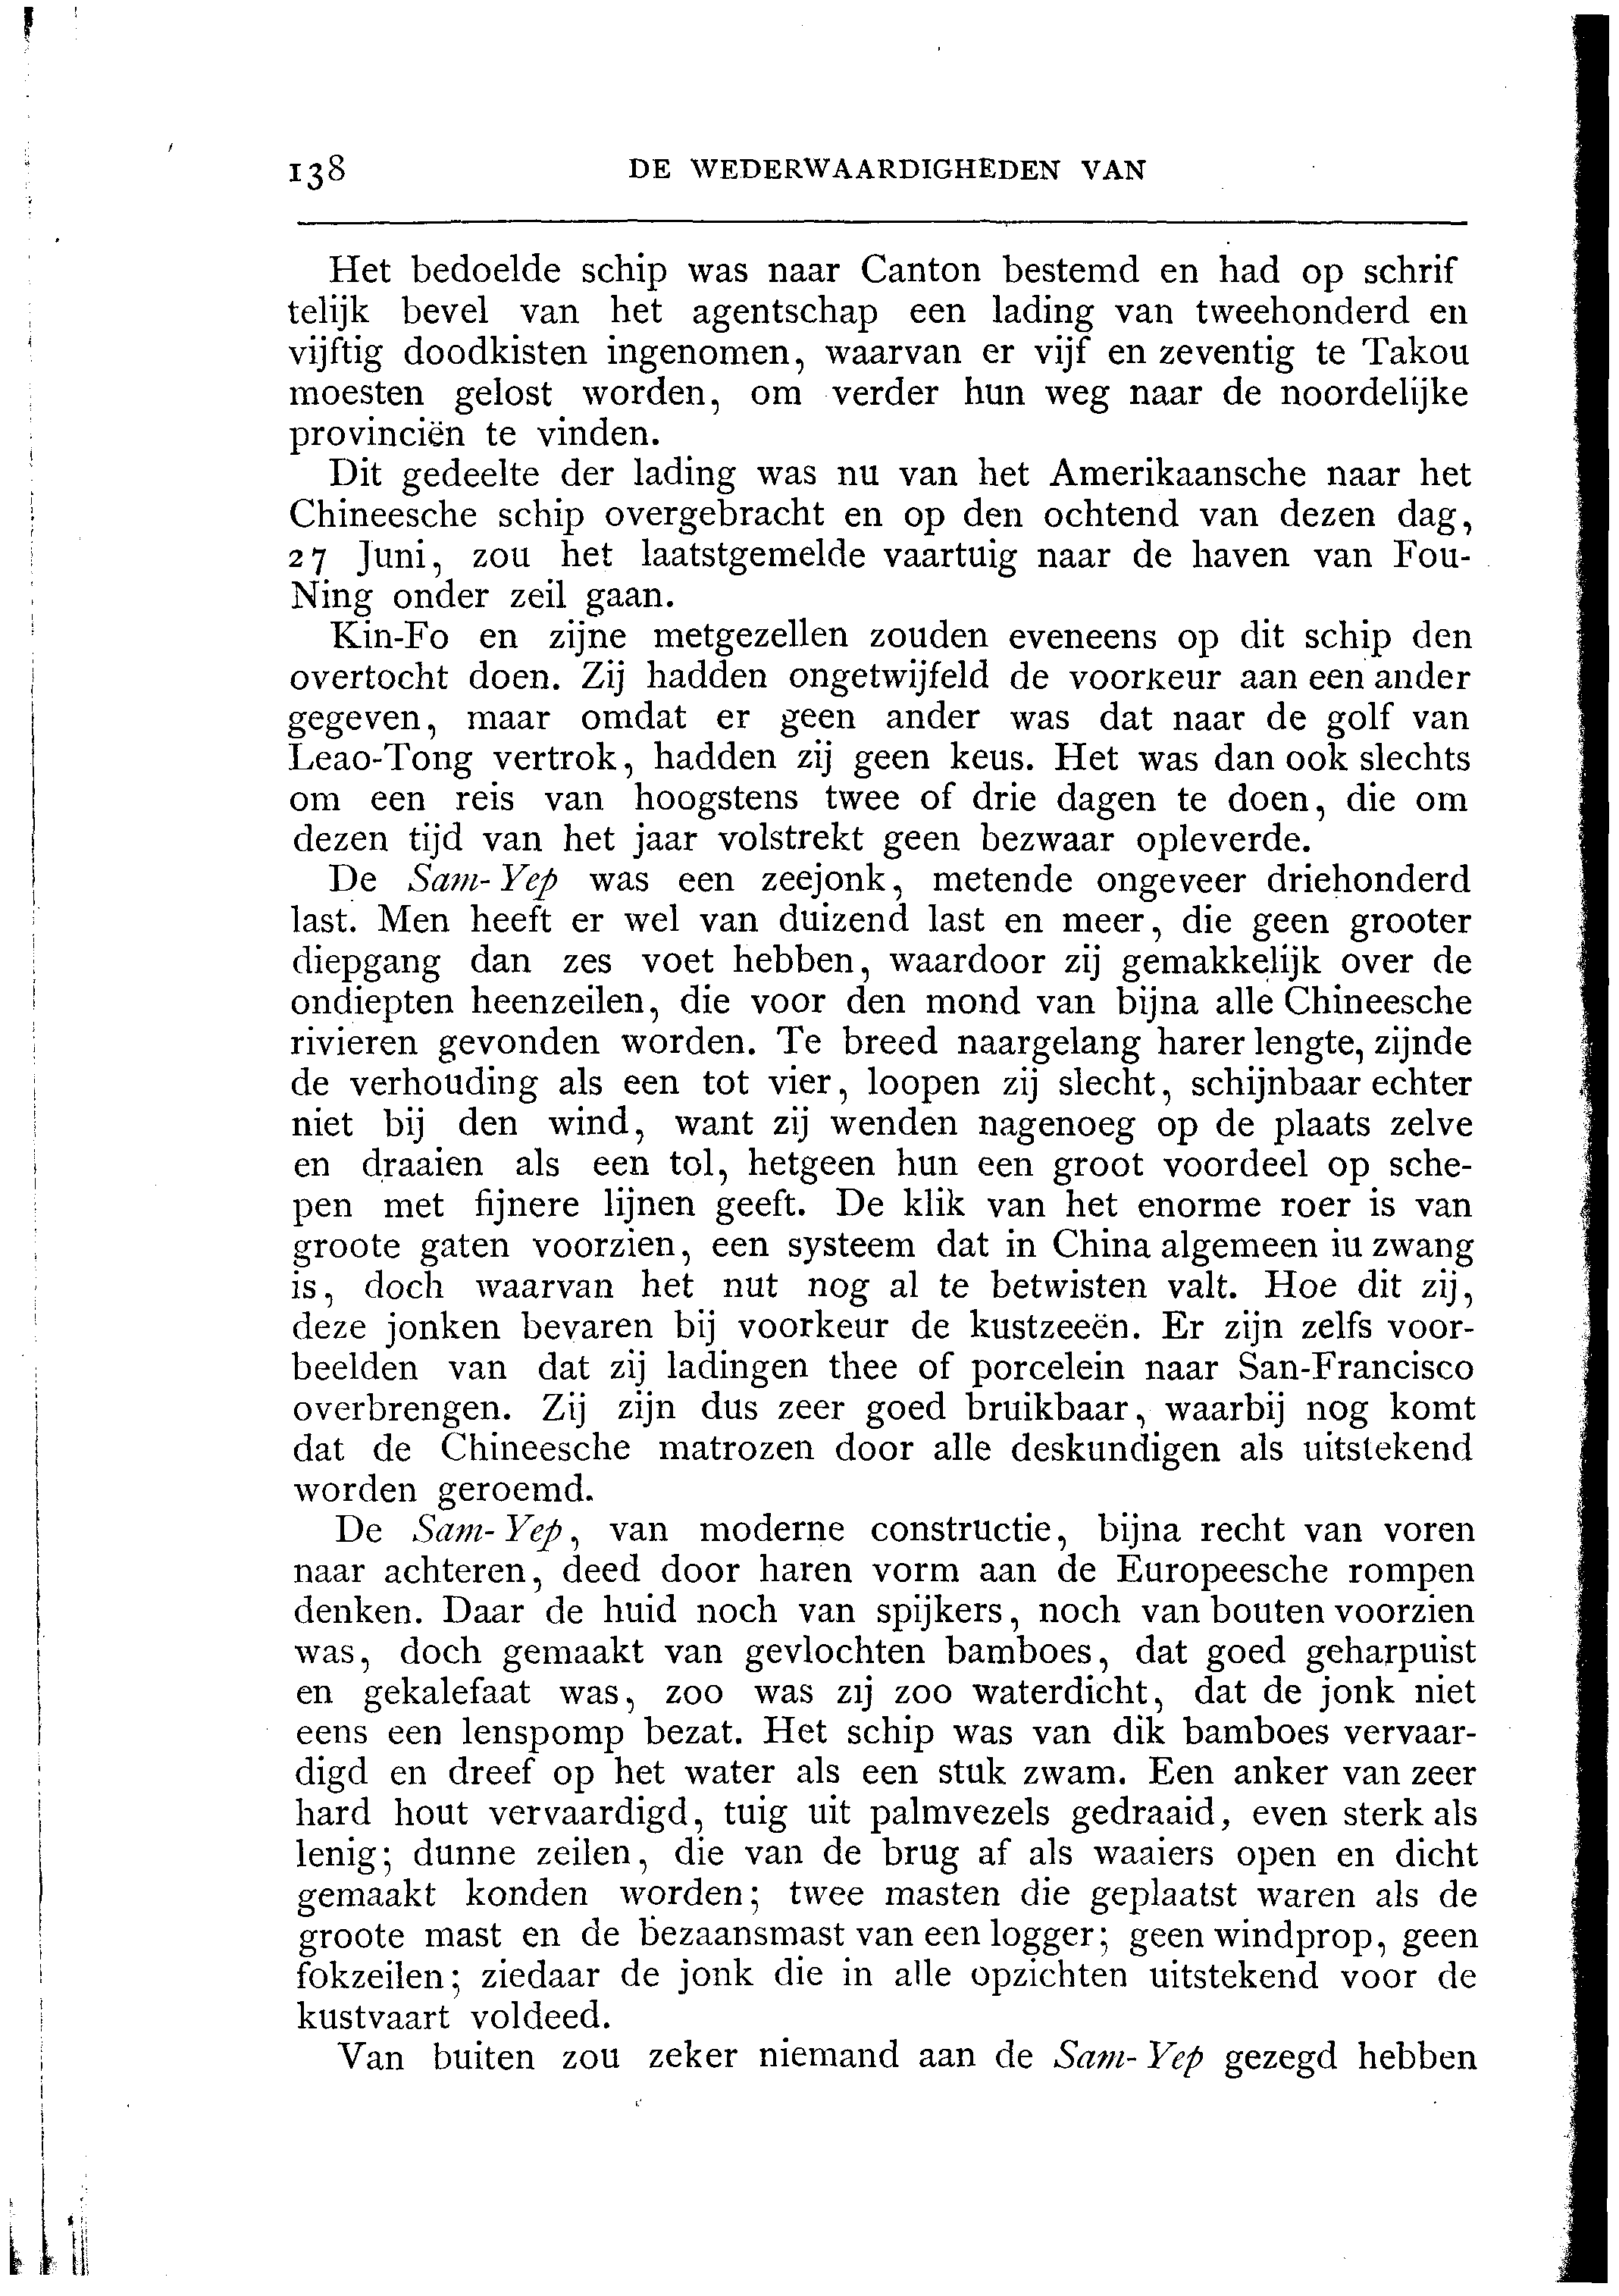 138 DE WEDERWAARDIGHEDEN VAN
Het bedoelde schip was naar Canton bestemd en had op schrif
telijk bevel van het agentschap een lading van tweehonderd en
vijftig doodkisten ingenomen, waarvan er vijf en zeventig te Takou
moesten gelost worden, om verder hun weg naar de noordelijke
provinciën te vinden.
Dit gedeelte der lading was nu van het Amerikaansche naar het
Chineesche schip overgebracht en op den ochtend van dezen dag,
27 Juni, zou het laatstgemelde vaartuig naar de haven van Fou-
Ning onder zeil gaan.
Kin-Fo en zijne metgezellen zouden eveneens op dit schip den
overtocht doen. Zij hadden ongetwijfeld de voorkeur aan een ander
gegeven, maar omdat er geen ander was dat naar de golf van
Leao-Tong vertrok, hadden zij geen keus. Het was dan ook slechts
om een reis van hoogstens twee of drie dagen te doen, die om
dezen tijd van het jaar volstrekt geen bezwaar opleverde.
De Sam-Yep was een zeejonk, metende ongeveer driehonderd
last. Men heeft er wel van duizend last en meer, die geen grooter
diepgang dan zes voet hebben, waardoor zij gemakkelijk over de
ondiepten heenzeilen, die voor den mond van bijna alle Chineesche
rivieren gevonden worden. Te breed naargelang harer lengte, zijnde
de verhouding als een tot vier, loopen zij slecht, schijnbaar echter
niet bij den wind, want zij wenden nagenoeg op de plaats zelve
en draaien als een tol, hetgeen hun een groot voordeel op sche-
pen met fijnere lijnen geeft. De klik van het enorme roer is van
groote gaten voorzien, een systeem dat in China algemeen iu zwang
is, doch waarvan het nut nog al te betwisten valt. Hoe dit zij,
deze jonken bevaren bij voorkeur de kustzeeën. Er zijn zelfs voor-
beelden van dat zij ladingen thee of porcelein naar San-Francisco
overbrengen. Zij zijn dus zeer goed bruikbaar, waarbij nog komt
dat de Chineesche matrozen door alle deskundigen als uitstekend
worden geroemd.
De Sam-Yep, van moderne constructie, bijna recht van voren
naar achteren, deed door haren vorm aan de Europeesche rompen
denken. Daar de huid noch van spijkers, noch van bouten voorzien
was, doch gemaakt van gevlochten bamboes, dat goed geharpuist
en gekalefaat was, zoo was zij zoo waterdicht, dat de jonk niet
eens een lenspomp bezat. Het schip was van dik bamboes vervaar-
digd en dreef op het water als een stuk zwam. Een anker van zeer
hard hout vervaardigd, tuig uit palmvezels gedraaid, even sterk als
lenig; dunne zeilen, die van de brug af als waaiers open en dicht
gemaakt konden worden; twee masten die geplaatst waren als de
groote mast en de bezaansmast van een logger; geen windprop, geen
fokzeilen; ziedaar de jonk die in alle opzichten uitstekend voor de
kustvaart voldeed.
Van buiten zou zeker niemand aan de Sam-Yep gezegd hebben